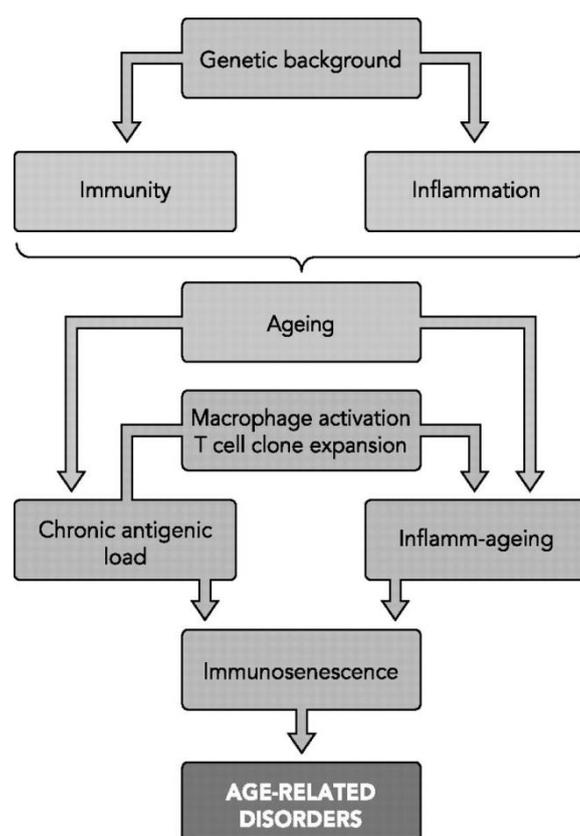 Genetic background
Immunity
Inflammation
Ageing
Macrophage activation
T cell clone expansion
Chronic antigenic
load
Inflamm-ageing
Immunosenescence
AGE-RELATED
DISORDERS